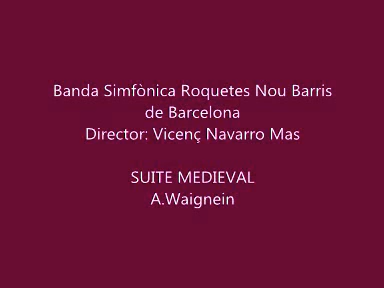 Banda Simfònica Roquetes Nou Barris
de Barcelona
Director: Vicenç Navarro Mas
SUITE MEDIEVAL
A.Waignein